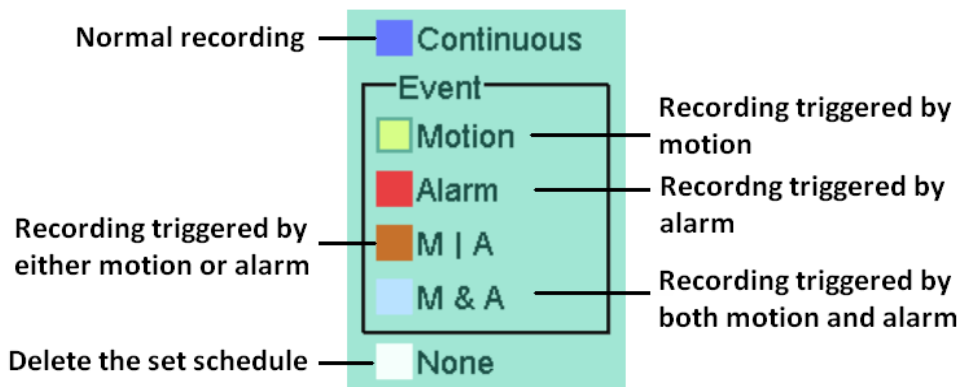 Normal recording
Continuous
Event
Motion
Recording triggered by
motion
Alarm
Recordng triggered by
alarm
Recording triggered by
either motion or alarm
M | A
M & A
Recording triggered by
both motion and alarm
Delete the set schedule
None